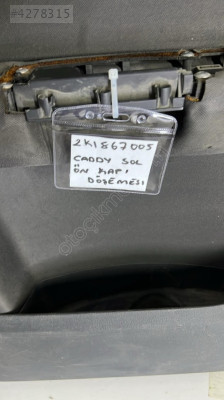 #4278315
2K1867005
CADDY SOL
ÖN KAPI
DÖŞEMESİ